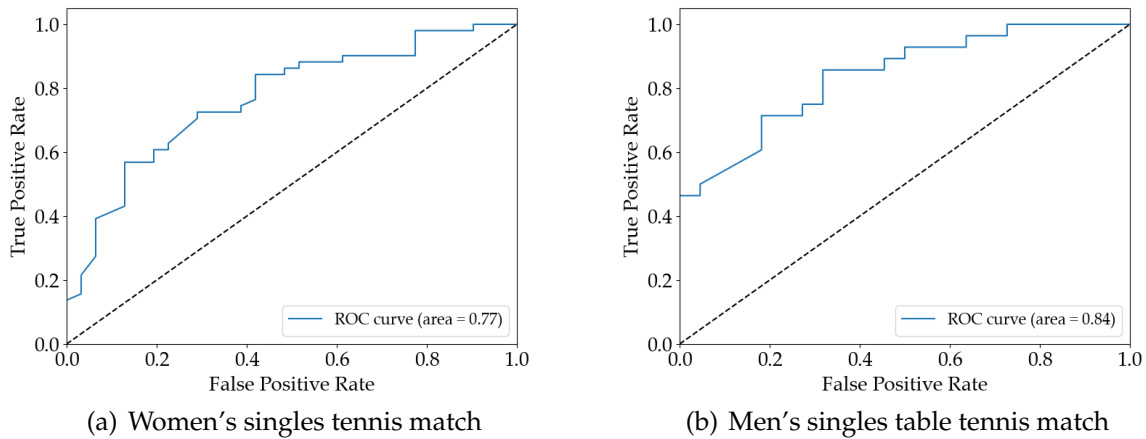 1.0
0.8
0.6
0.4
0.2
0.0
True Positive Rate
ROC curve (area = 0.77)
0.0 0.2 0.4 0.6 0.8 1.0
False Positive Rate
(a) Women's singles tennis match
1.0
0.8
0.6
0.4
0.2
0.0
True Positive Rate
ROC curve (area = 0.84)
0.0 0.2 0.4 0.6 0.8 1.0
False Positive Rate
(b) Men's singles table tennis match